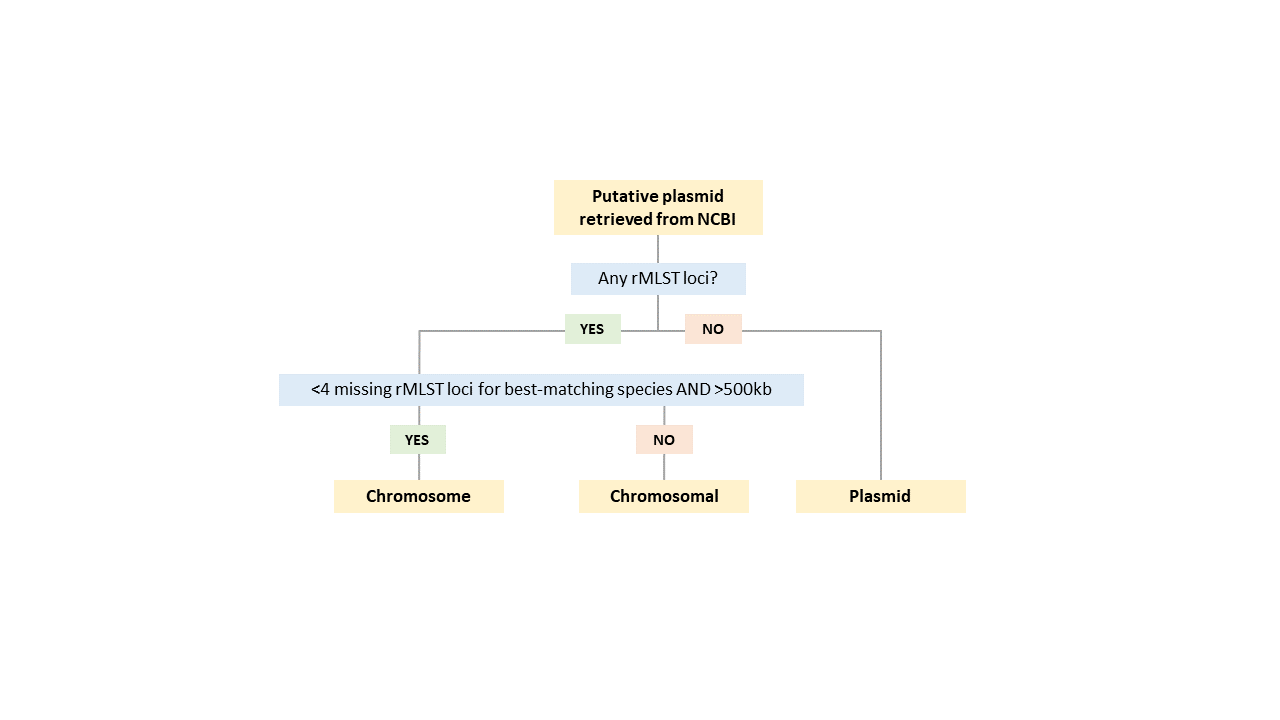 Putative plasmid
retrieved from NCBI
Any rMLST loci?
YES
NO
<4 missing rMLST loci for best-matching species AND >500kb
YES
NO
Chromosome
Chromosomal
Plasmid